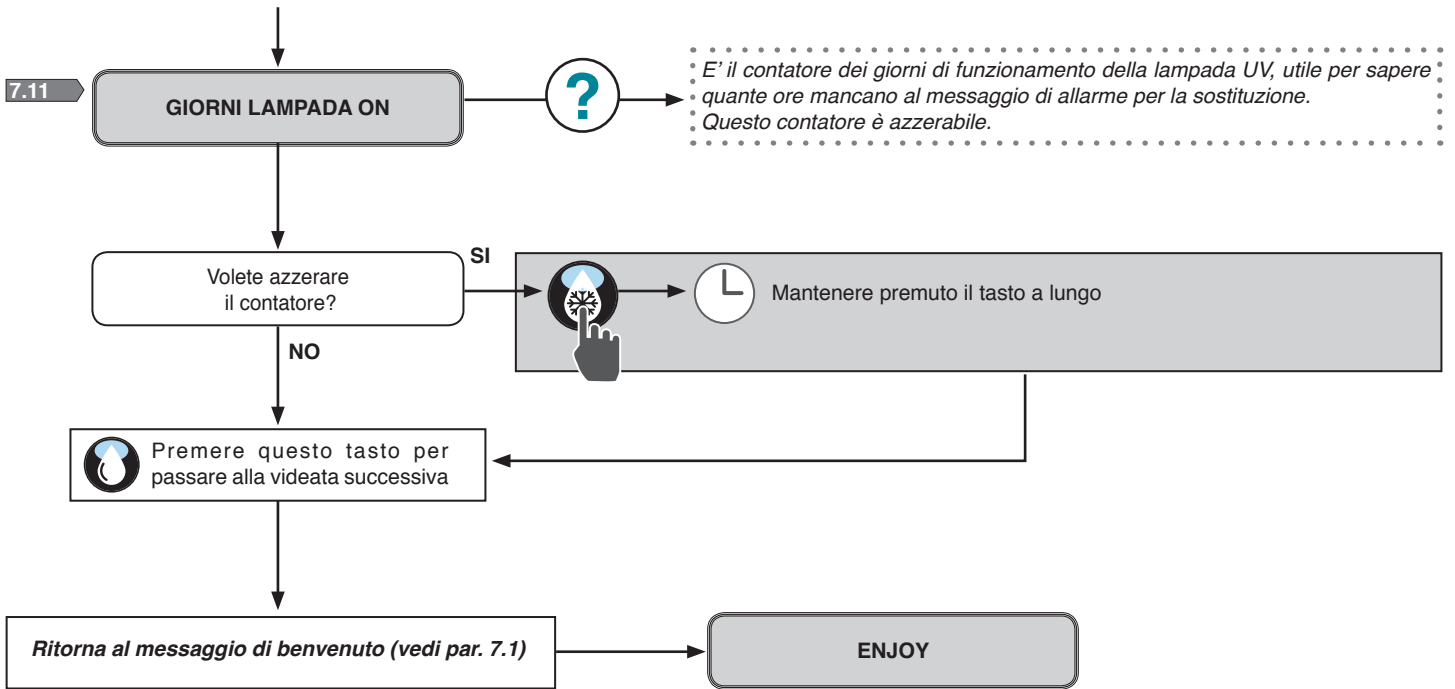 7.11
GIORNI LAMPADA ON
?
E' il contatore dei giorni di funzionamento della lampada UV, utile per sapere
quante ore mancano al messaggio di allarme per la sostituzione.
Questo contatore è azzerabile.
Volete azzerare
il contatore?
SI
Mantenere premuto il tasto a lungo
NO
Premere questo tasto per
passare alla videata successiva
Ritorna al messaggio di benvenuto (vedi par. 7.1)
ENJOY